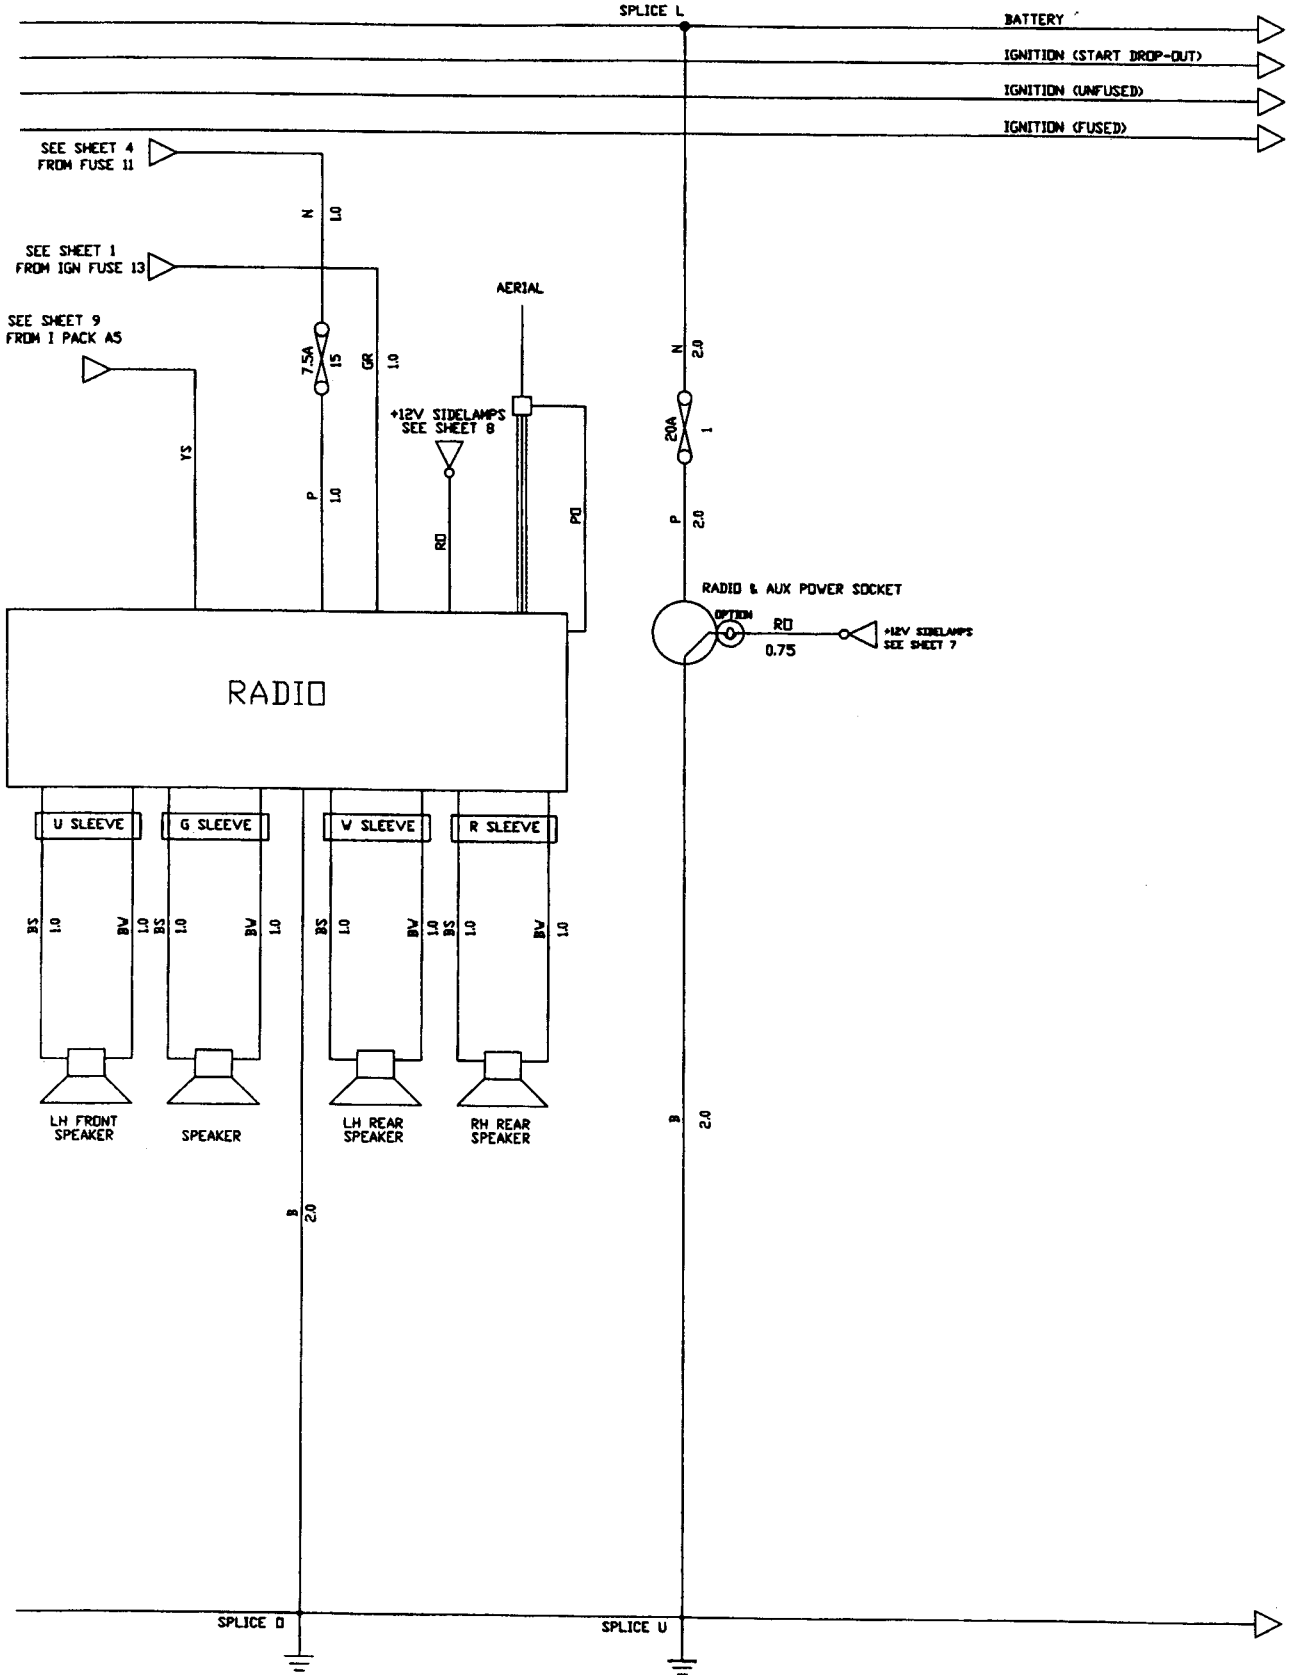 SPLICE L
BATTERY
IGNITION (START DROP-OUT)
IGNITION (UNFUSED)
IGNITION (FUSED)
SEE SHEET 4
FROM FUSE 11
N
1.0
SEE SHEET 1
FROM IGN FUSE 13
AERIAL
SEE SHEET 9
FROM I PACK A5
7.5A
15
GR
1.0
N
2.0
+12V SIDELAMPS
SEE SHEET 8
20A
1
YS
P
1.0
RO
PO
P
2.0
RADIO & AUX POWER SOCKET
OPTION
RO
0.75
+12V SIDELAMPS
SEE SHEET 7
RADIO
U SLEEVE
G SLEEVE
W SLEEVE
R SLEEVE
BS
1.0
BW
1.0
BS
1.0
BW
1.0
BS
1.0
BW
1.0
BS
1.0
BW
1.0
LH FRONT
SPEAKER
SPEAKER
LH REAR
SPEAKER
RH REAR
SPEAKER
B
2.0
B
2.0
SPLICE O
SPLICE U